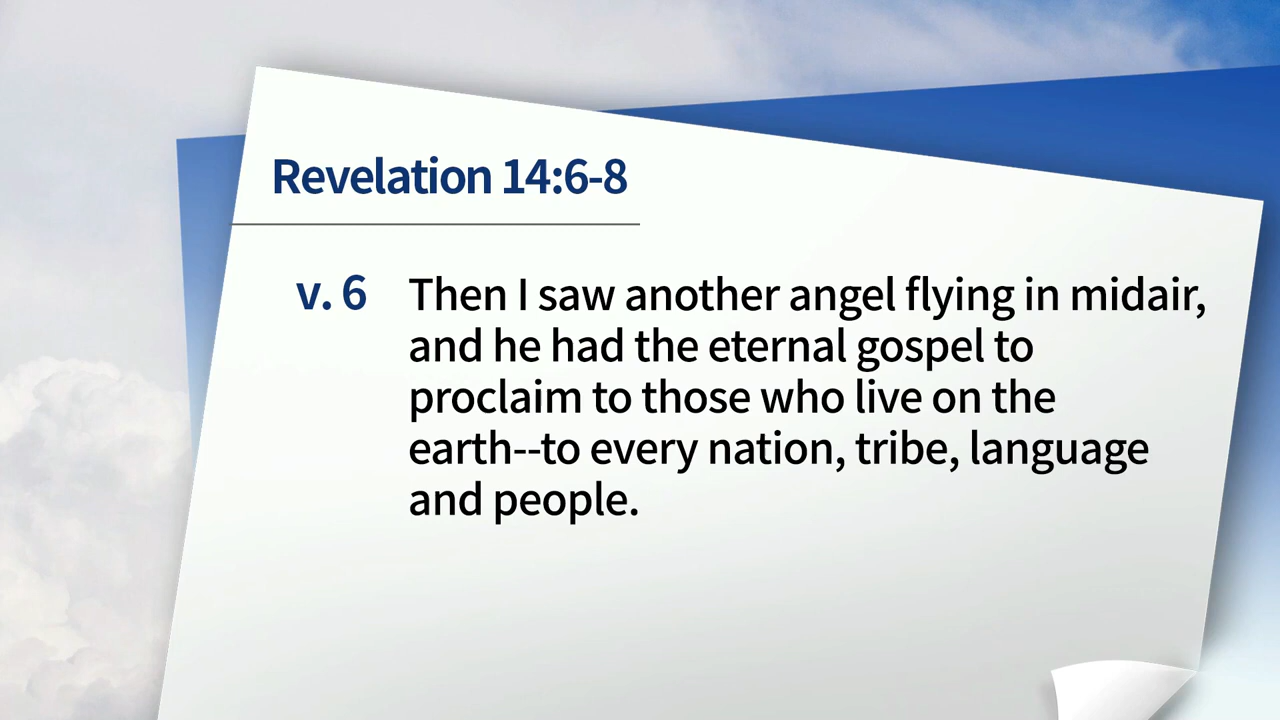 Revelation 14:6-8
v. 6 Then I saw another angel flying in midair,
and he had the eternal gospel to
proclaim to those who live on the
earth--to every nation, tribe, language
and people.